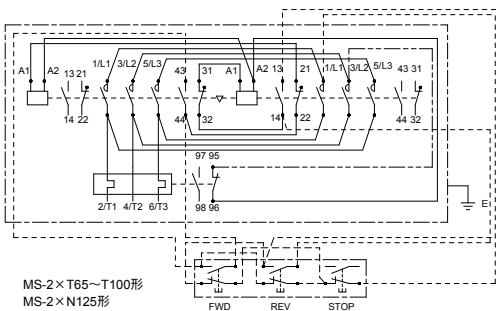 A1 A2 13 21 1/L1 3/L2 5/L3 43 31 A1 A2 13 21 1/L1 3/L2 5/L3 43 31
14 22 44 32 14 22 44 32
97 95
98 96
2/T1 4/T2 6/T3
E
MS-2×T65～T100形
MS-2×N125形
FWD REV STOP